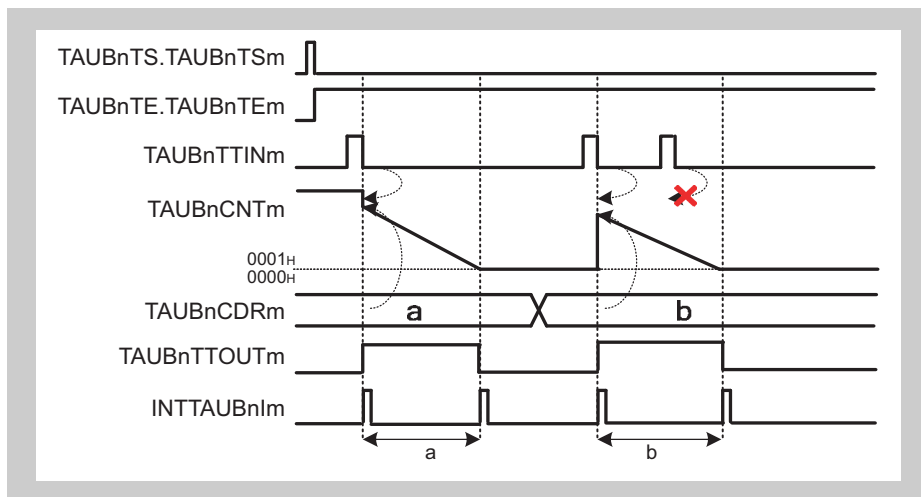 TAUBnTS.TAUBnTSm
TAUBnTE.TAUBnTEm
TAUBnTTINm
TAUBnCNTm
0001H
0000H
TAUBnCDRm
a
b
TAUBnTTOUTm
INTTAUBnIm
a
b